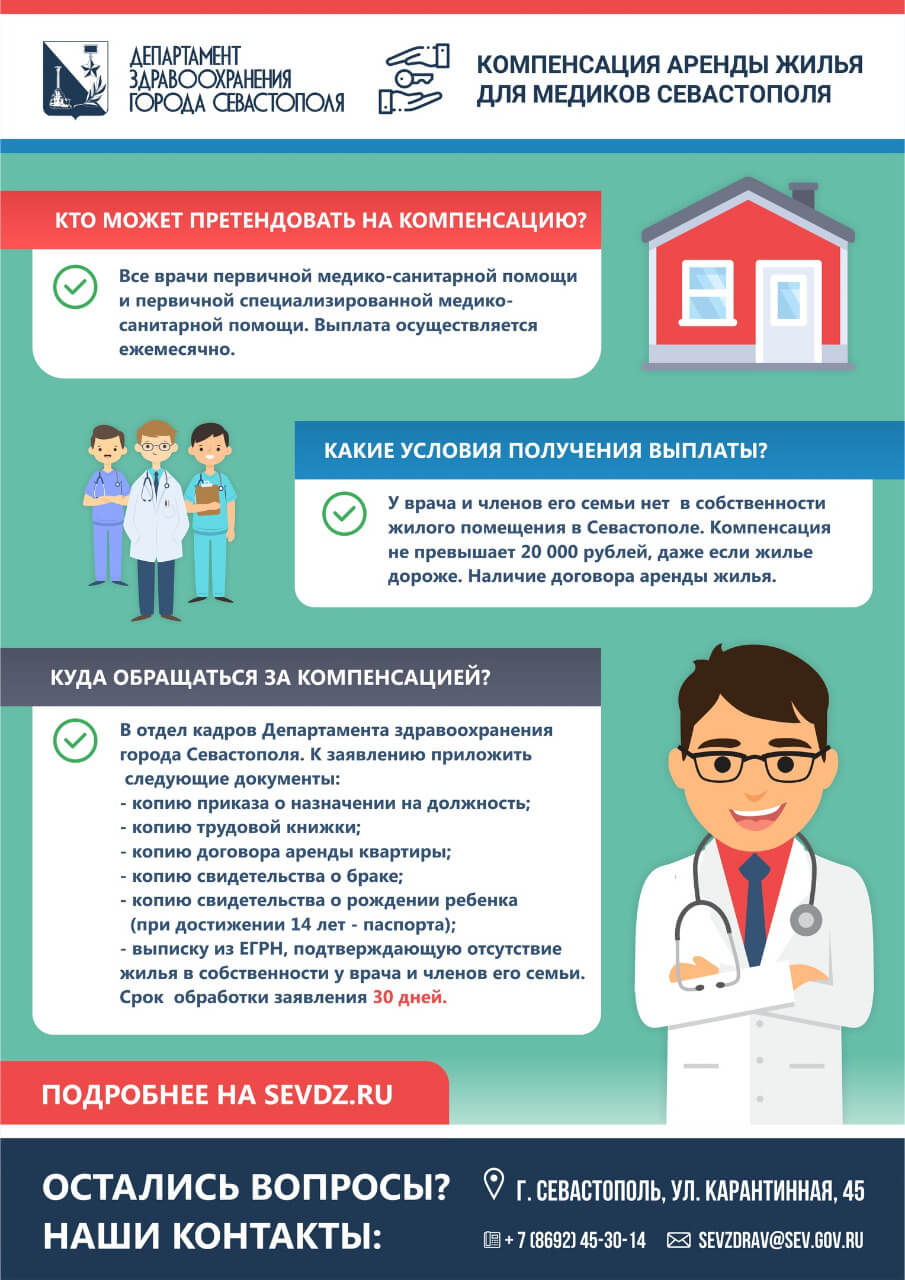 ДЕПАРТАМЕНТ
ЗДРАВООХРАНЕНИЯ
ГОРОДА СЕВАСТОПОЛЯ
КОМПЕНСАЦИЯ АРЕНДЫ ЖИЛЬЯ
ДЛЯ МЕДИКОВ СЕВАСТОПОЛЯ
КТО МОЖЕТ ПРЕТЕНДОВАТЬ НА КОМПЕНСАЦИЮ?
Все врачи первичной медико-санитарной помощи
и первичной специализированной медико-
санитарной помощи. Выплата осуществляется
ежемесячно.
КАКИЕ УСЛОВИЯ ПОЛУЧЕНИЯ ВЫПЛАТЫ?
У врача и членов его семьи нет в собственности
жилого помещения в Севастополе. Компенсация
не превышает 20 000 рублей, даже если жилье
дороже. Наличие договора аренды жилья.
КУДА ОБРАЩАТЬСЯ ЗА КОМПЕНСАЦИЕЙ?
В отдел кадров Департамента здравоохранения
города Севастополя. К заявлению приложить
следующие документы:
- копию приказа о назначении на должность;
- копию трудовой книжки;
- копию договора аренды квартиры;
- копию свидетельства о браке;
- копию свидетельства о рождении ребенка
(при достижении 14 лет - паспорта);
- выписку из ЕГРН, подтверждающую отсутствие
жилья в собственности у врача и членов его семьи.
Срок обработки заявления 30 дней.
ПОДРОБНЕЕ НА SEVDZ.RU
ОСТАЛИСЬ ВОПРОСЫ?
НАШИ КОНТАКТЫ:
Г. СЕВАСТОПОЛЬ, УЛ. КАРАНТИННАЯ, 45
+ 7 (8692) 45-30-14
SEVZDRAV@SEV.GOV.RU